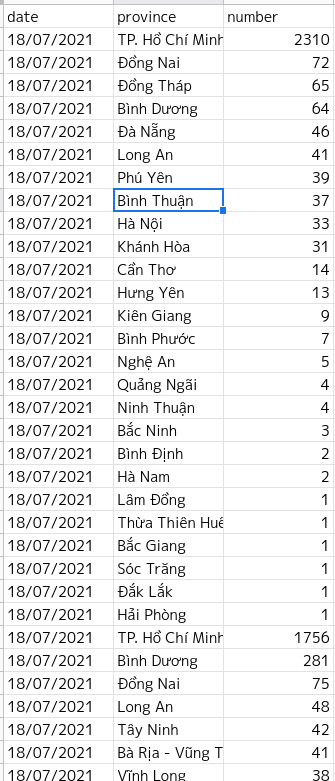 date province number
18/07/2021 TP. Hồ Chí Minh 2310
18/07/2021 Đồng Nai 72
18/07/2021 Đồng Tháp 65
18/07/2021 Bình Dương 64
18/07/2021 Đà Nẵng 46
18/07/2021 Long An 41
18/07/2021 Phú Yên 39
18/07/2021 Bình Thuận 37
18/07/2021 Hà Nội 33
18/07/2021 Khánh Hòa 31
18/07/2021 Cần Thơ 14
18/07/2021 Hưng Yên 13
18/07/2021 Kiên Giang 9
18/07/2021 Bình Phước 7
18/07/2021 Nghệ An 5
18/07/2021 Quảng Ngãi 4
18/07/2021 Ninh Thuận 4
18/07/2021 Bắc Ninh 3
18/07/2021 Bình Định 2
18/07/2021 Hà Nam 2
18/07/2021 Lâm Đồng 1
18/07/2021 Thừa Thiên Huế 1
18/07/2021 Bắc Giang 1
18/07/2021 Sóc Trăng 1
18/07/2021 Đắk Lắk 1
18/07/2021 Hải Phòng 1
18/07/2021 TP. Hồ Chí Minh 1756
18/07/2021 Bình Dương 281
18/07/2021 Đồng Nai 75
18/07/2021 Long An 48
18/07/2021 Tây Ninh 42
18/07/2021 Bà Rịa - Vũng T 41
18/07/2021 Vĩnh Long 38